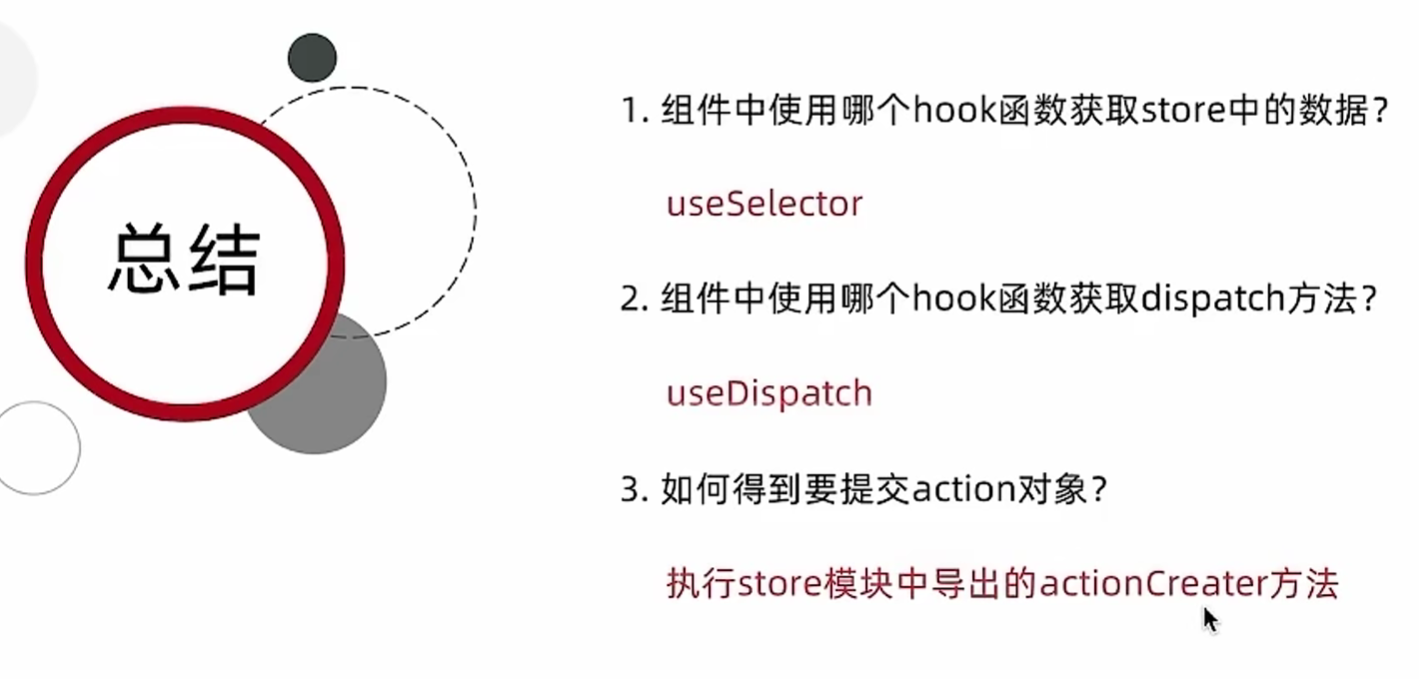 总结
1. 组件中使用哪个hook函数获取store中的数据？
useSelector
2. 组件中使用哪个hook函数获取dispatch方法？
useDispatch
3. 如何得到要提交action对象？
执行store模块中导出的actionCreater方法